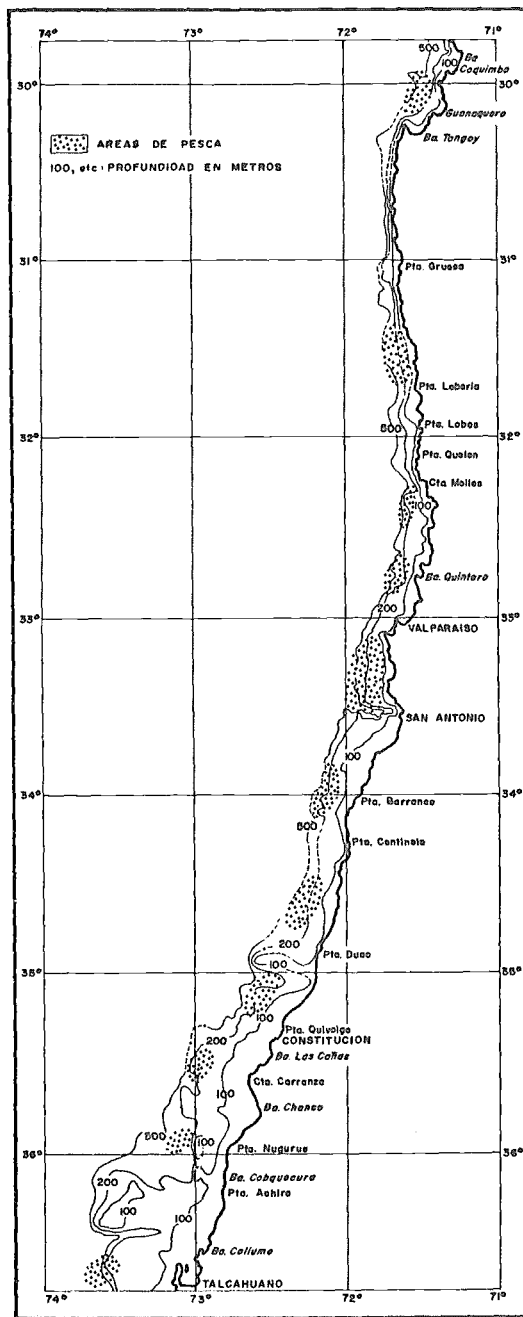 74° 73° 72° 71°
500
Ba
Coquimbo
100
30° 30°
Guanaquero
Ba. Tongoy
AREAS DE PESCA
100, etc: PROFUNDIDAD EN METROS
31° 31°
Pta. Gruesa
Pta. Lebaria
Pta. Lobos
500
32° 32°
Pta. Quelen
Cta. Molles
100
Ba. Quintero
200
33° 33°
VALPARAISO
SAN ANTONIO
100
34° 34°
Pta. Barranco
500
Pta. Centinela
200
Pta. Duao
100
35° 35°
100
Pta. Quivolgo
200
CONSTITUCION
Ba. Las Cañas
Cta. Carranza
100
Ba. Chanco
500
100
Pta. Nugurue
36° 36°
Ba. Cobquecura
200
Pta. Achira
100
100
Ba. Coliumo
TALCAHUANO
74° 73° 72° 71°